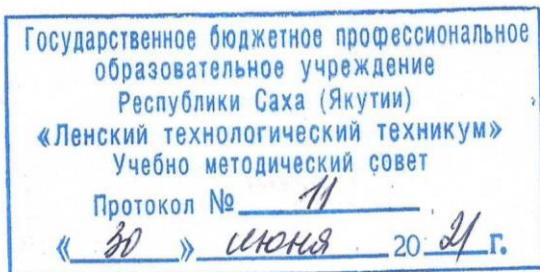 Государственное бюджетное профессиональное
образовательное учреждение
Республики Саха (Якутии)
«Ленский технологический техникум»
Учебно методический совет
Протокол № 11
« 30 » июня 20 21 г.